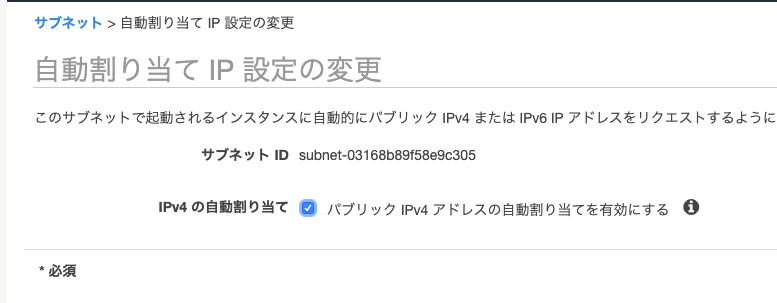 サブネット > 自動割り当て IP 設定の変更
自動割り当て IP 設定の変更
このサブネットで起動されるインスタンスに自動的にパブリック IPv4 または IPv6 IP アドレスをリクエストするように
サブネット ID subnet-03168b89f58e9c305
IPv4 の自動割り当て パブリック IPv4 アドレスの自動割り当てを有効にする
* 必須